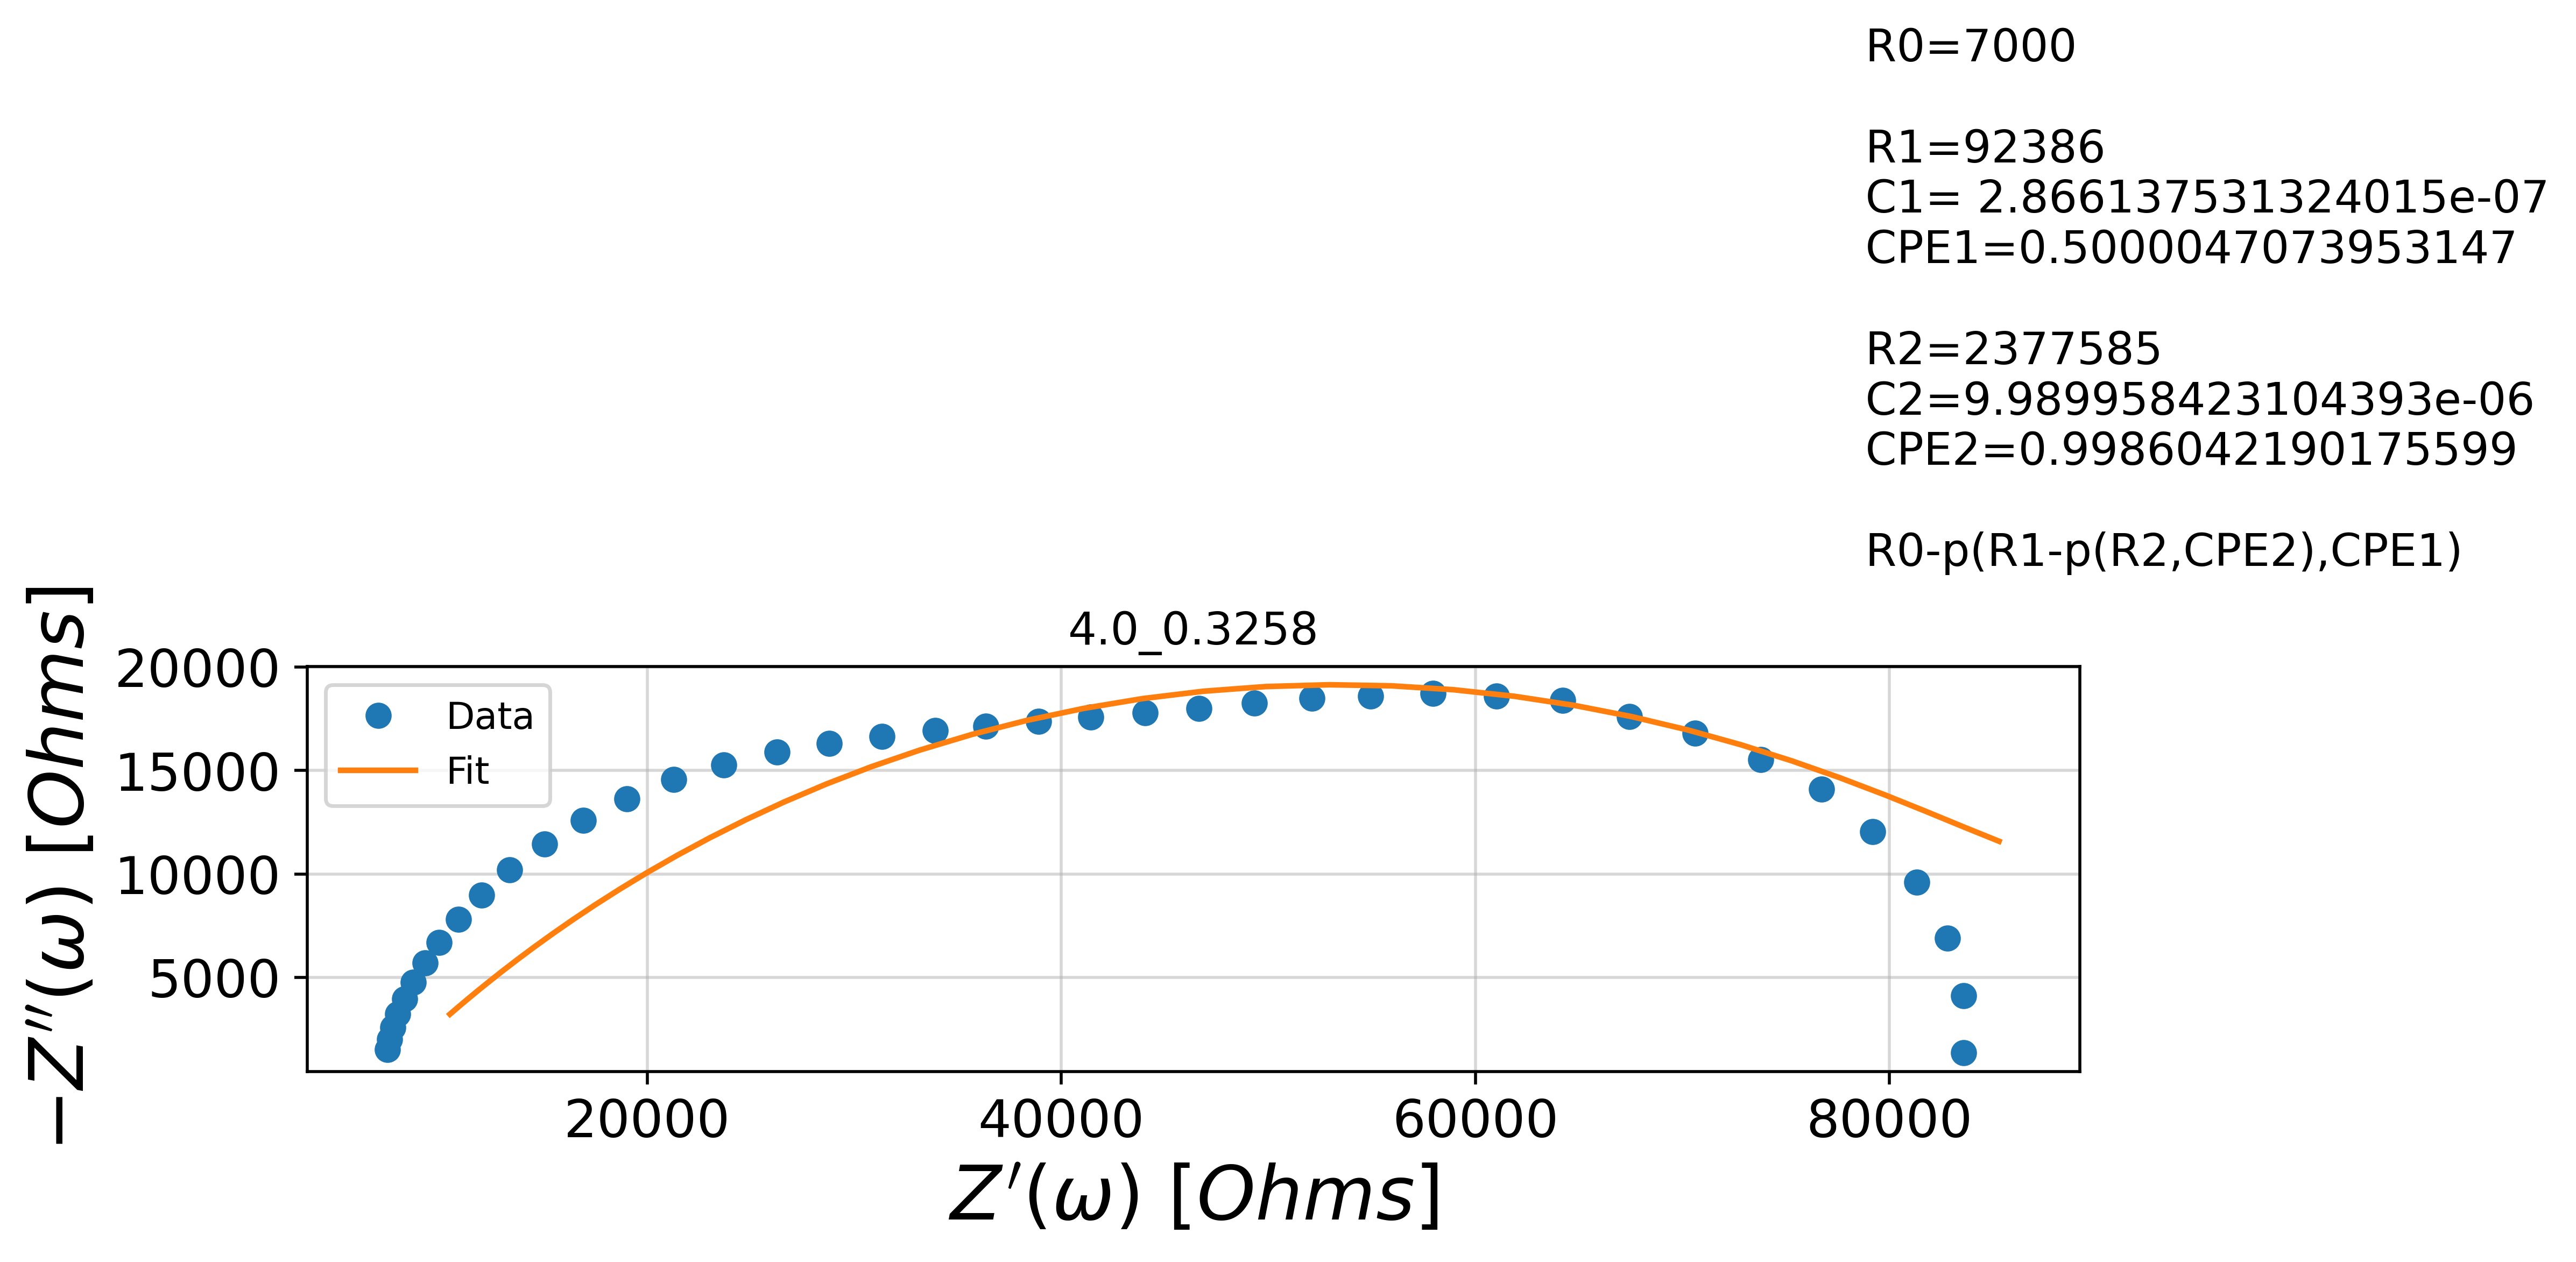 R0=7000
R1=92386
C1= 2.866137531324015e-07
CPE1=0.5000047073953147
R2=2377585
C2=9.989958423104393e-06
CPE2=0.9986042190175599
R0-p(R1-p(R2,CPE2),CPE1)
4.0_0.3258
−Z″(ω) [Ohms]
20000
15000
10000
5000
Data
Fit
20000 40000 60000 80000
Z′(ω) [Ohms]